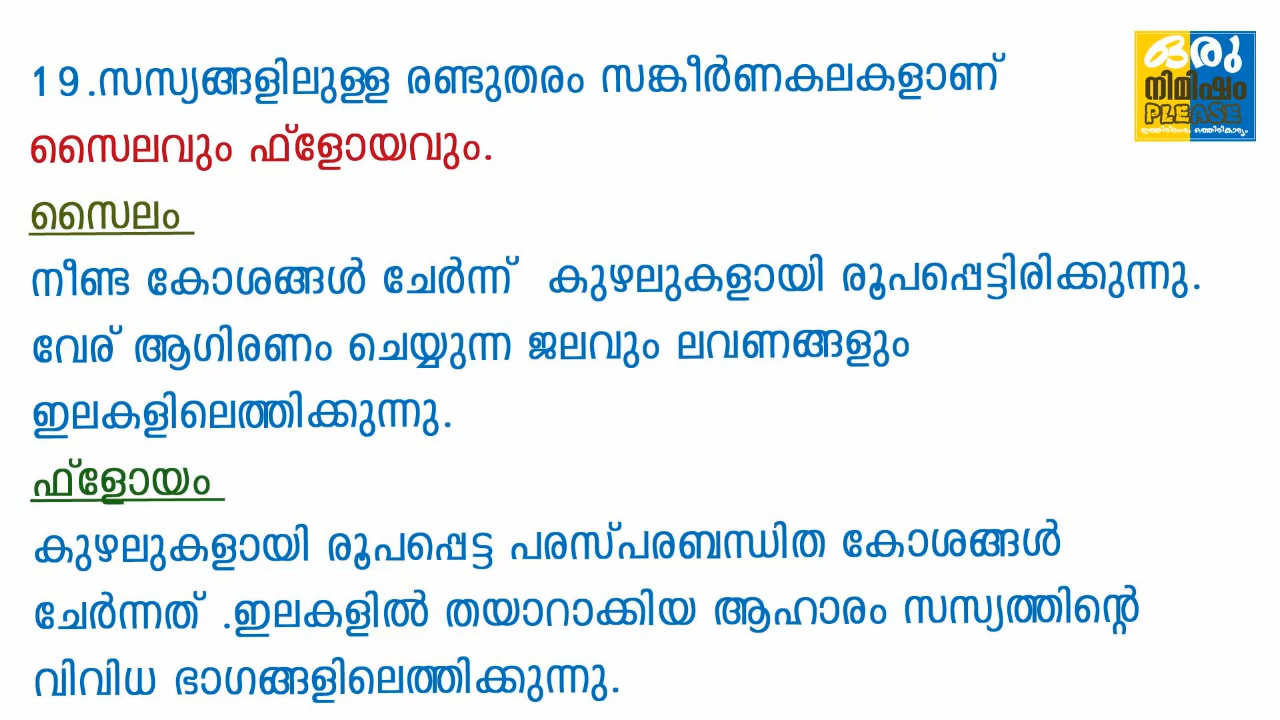 19.സസ്യങ്ങളിലുള്ള രണ്ടുതരം സങ്കീർണകലകളാണ്
സൈലവും ഫ്ളോയവും.
സൈലം
നീണ്ട കോശങ്ങൾ ചേർന്ന് കുഴലുകളായി രൂപപ്പെട്ടിരിക്കുന്നു.
വേര് ആഗിരണം ചെയ്യുന്ന ജലവും ലവണങ്ങളും
ഇലകളിലെത്തിക്കുന്നു.
ഫ്ളോയം
കുഴലുകളായി രൂപപ്പെട്ട പരസ്പരബന്ധിത കോശങ്ങൾ
ചേർന്നത് .ഇലകളിൽ തയാറാക്കിയ ആഹാരം സസ്യത്തിന്റെ
വിവിധ ഭാഗങ്ങളിലെത്തിക്കുന്നു.
ഒരു
നിമിഷം
PLEASE